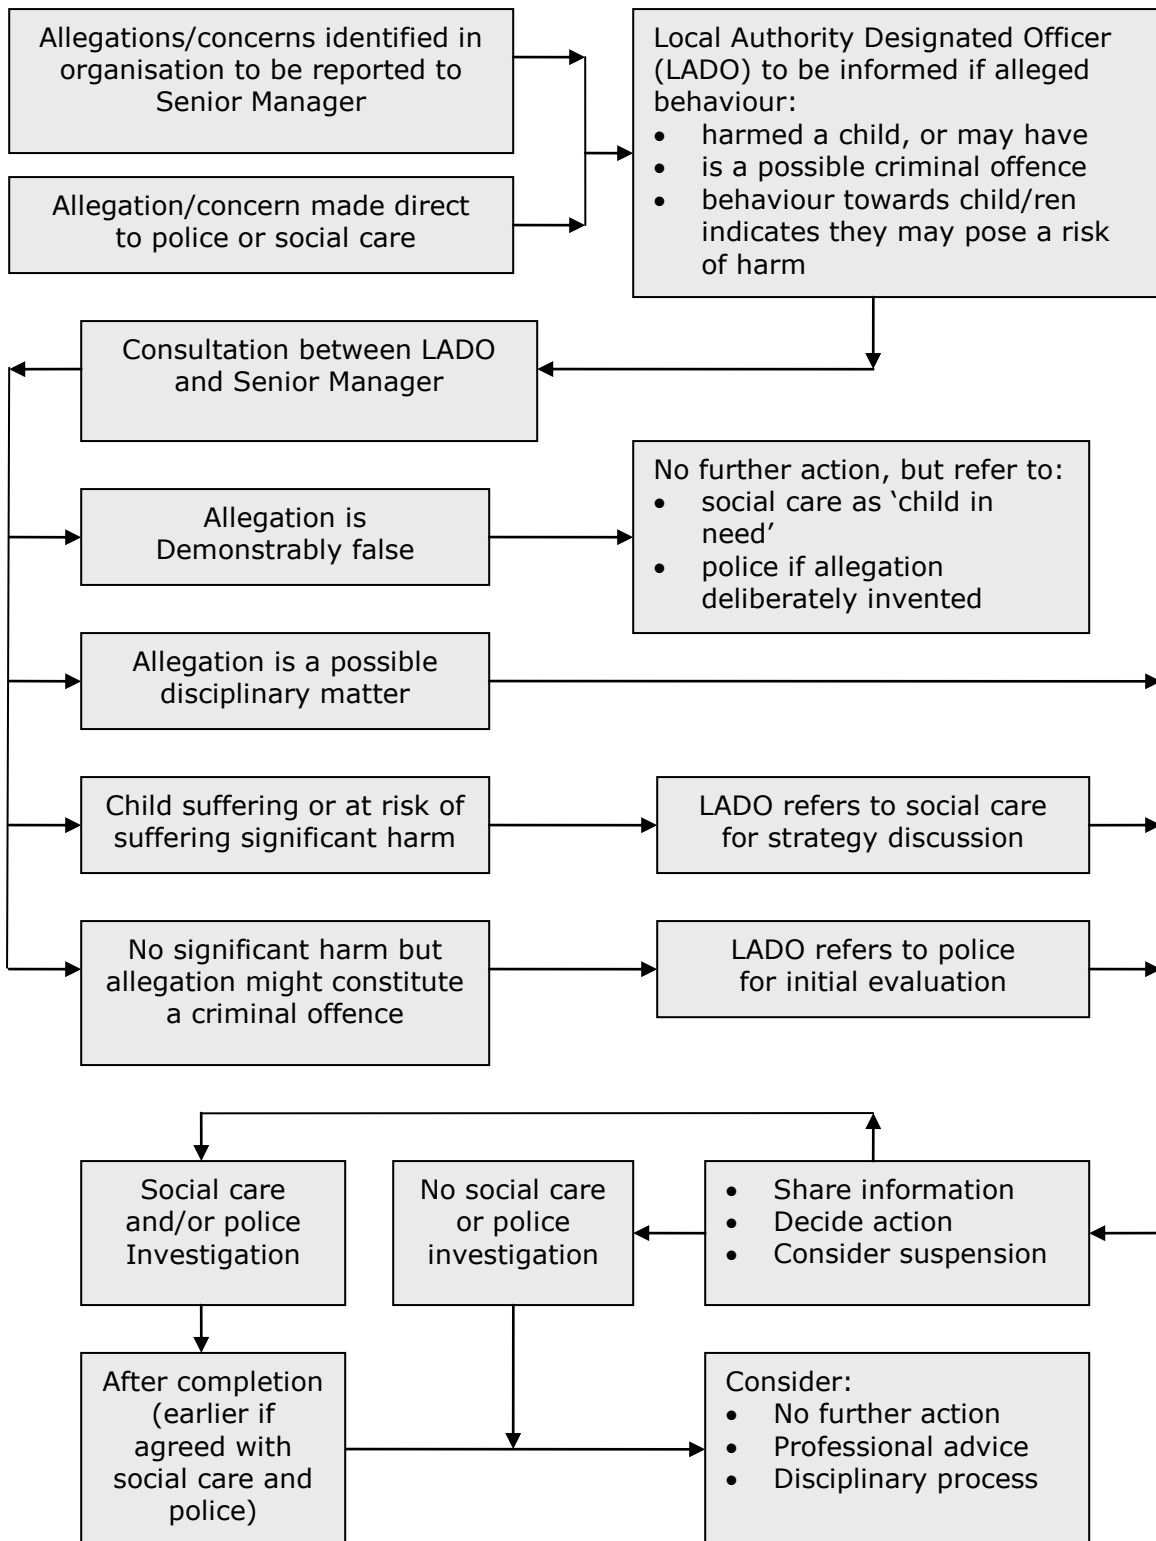 Allegations/concerns identified in
organisation to be reported to
Senior Manager
Local Authority Designated Officer
(LADO) to be informed if alleged
behaviour:
• harmed a child, or may have
• is a possible criminal offence
• behaviour towards child/ren
indicates they may pose a risk
of harm
Allegation/concern made direct
to police or social care
Consultation between LADO
and Senior Manager
Allegation is
Demonstrably false
No further action, but refer to:
• social care as ‘child in
need’
• police if allegation
deliberately invented
Allegation is a possible
disciplinary matter
Child suffering or at risk of
suffering significant harm
LADO refers to social care
for strategy discussion
No significant harm but
allegation might constitute
a criminal offence
LADO refers to police
for initial evaluation
Social care
and/or police
Investigation
No social care
or police
investigation
• Share information
• Decide action
• Consider suspension
After completion
(earlier if
agreed with
social care and
police)
Consider:
• No further action
• Professional advice
• Disciplinary process